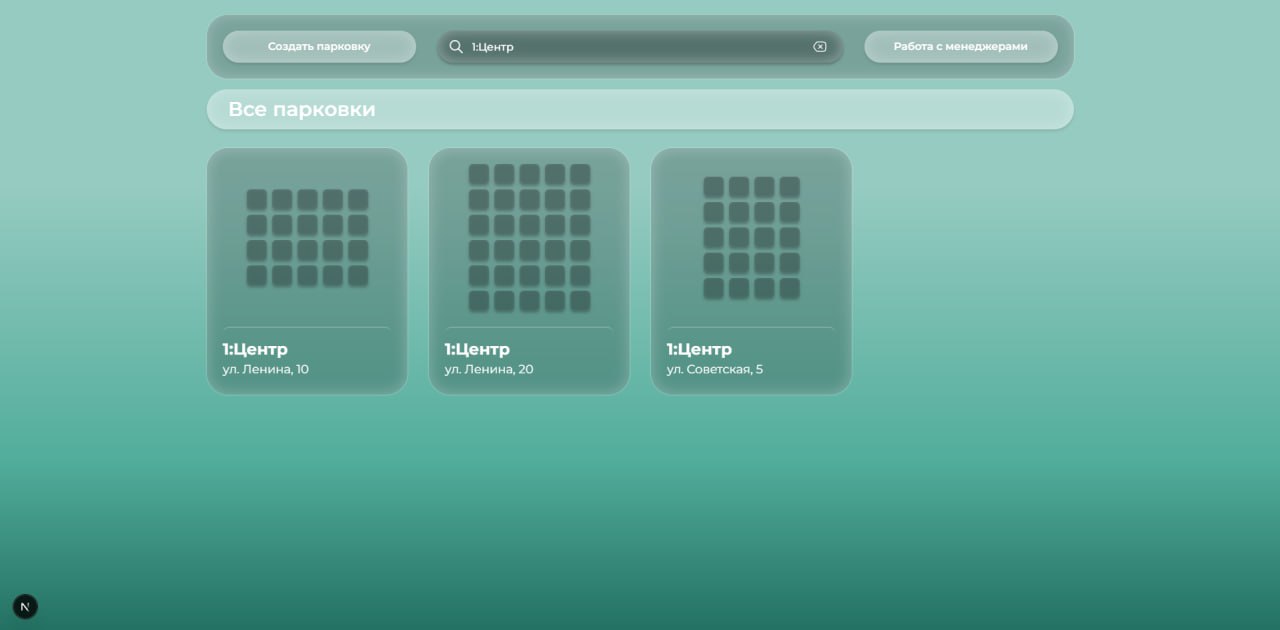 Создать парковку
1:Центр
Работа с менеджерами
Все парковки
1:Центр
ул. Ленина, 10
1:Центр
ул. Ленина, 20
1:Центр
ул. Советская, 5
N